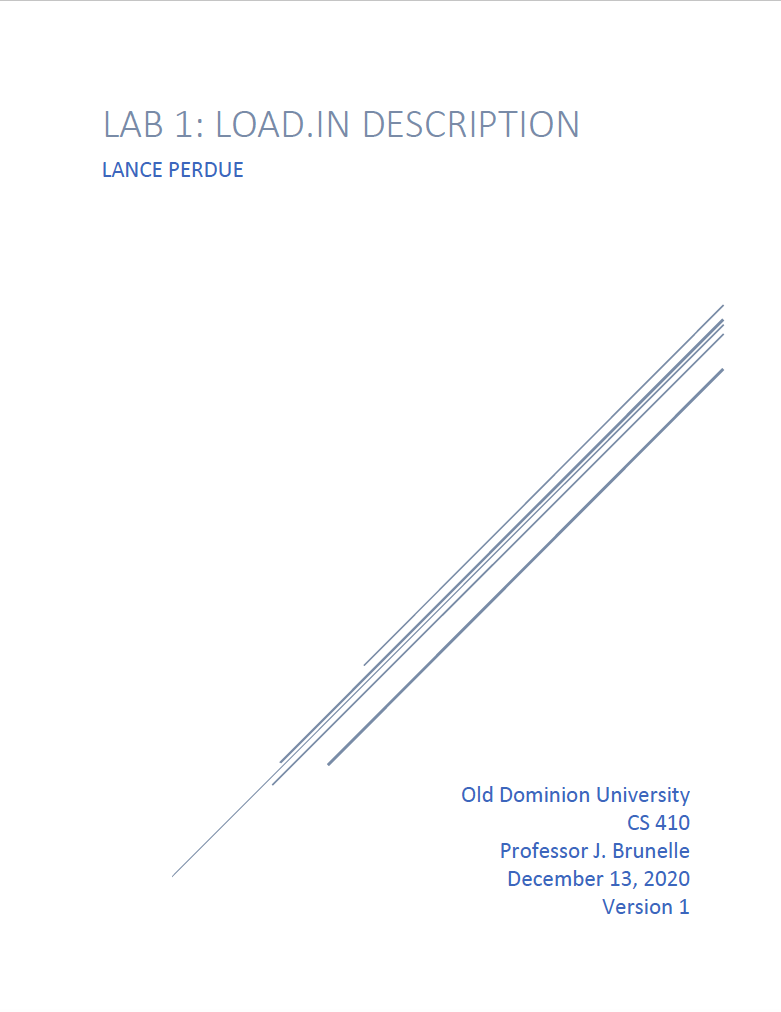 LAB 1: LOAD.IN DESCRIPTION
LANCE PERDUE
Old Dominion University
CS 410
Professor J. Brunelle
December 13, 2020
Version 1